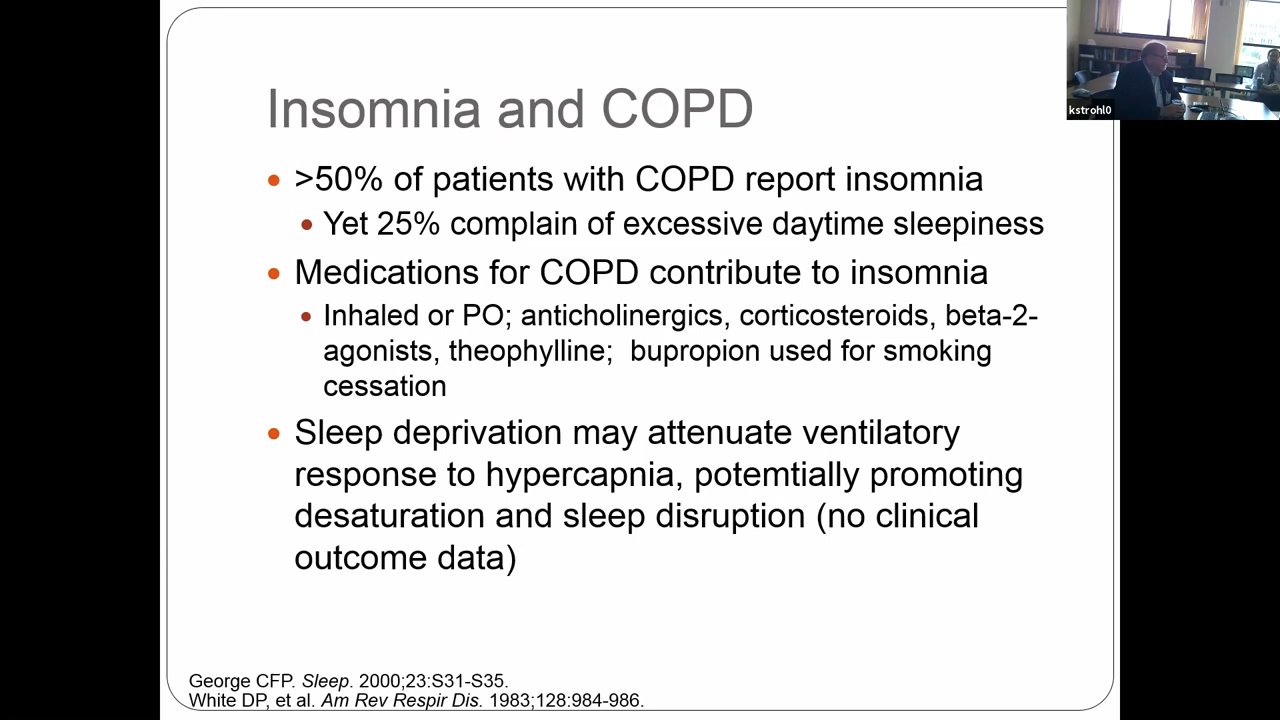 Insomnia and COPD
• >50% of patients with COPD report insomnia
• Yet 25% complain of excessive daytime sleepiness
• Medications for COPD contribute to insomnia
• Inhaled or PO; anticholinergics, corticosteroids, beta-2-
agonists, theophylline;  bupropion used for smoking
cessation
• Sleep deprivation may attenuate ventilatory
response to hypercapnia, potemtially promoting
desaturation and sleep disruption (no clinical
outcome data)
George CFP. Sleep. 2000;23:S31-S35.
White DP, et al. Am Rev Respir Dis. 1983;128:984-986.
kstrohl0